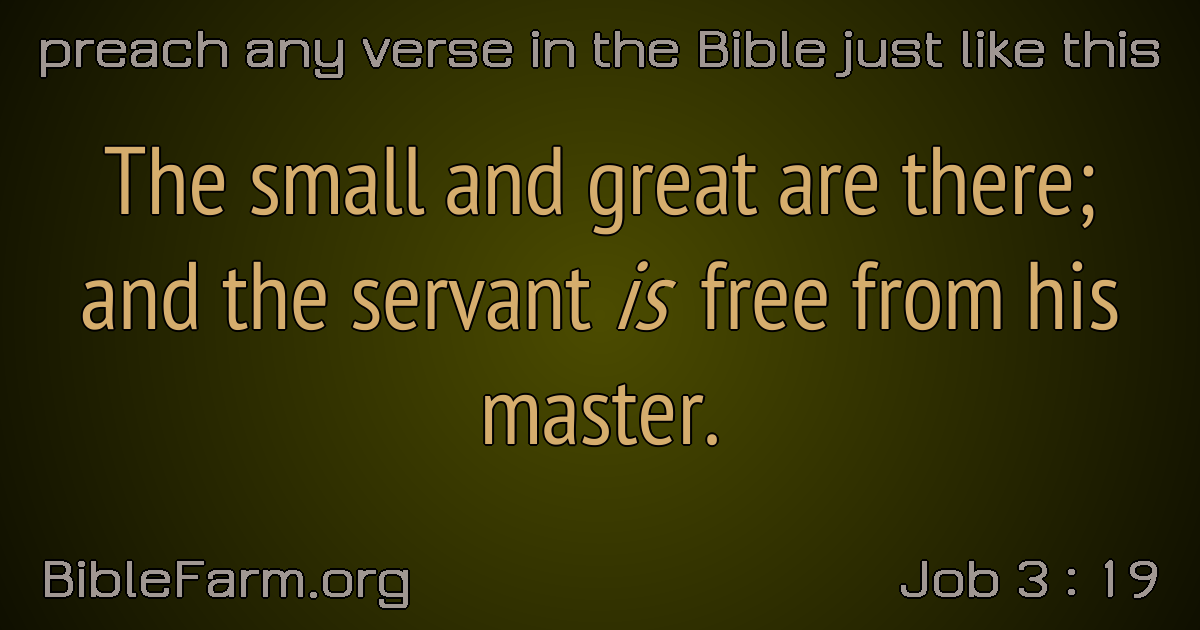 preach any verse in the Bible just like this
The small and great are there;
and the servant is free from his
master.
BibleFarm.org
Job 3 : 19